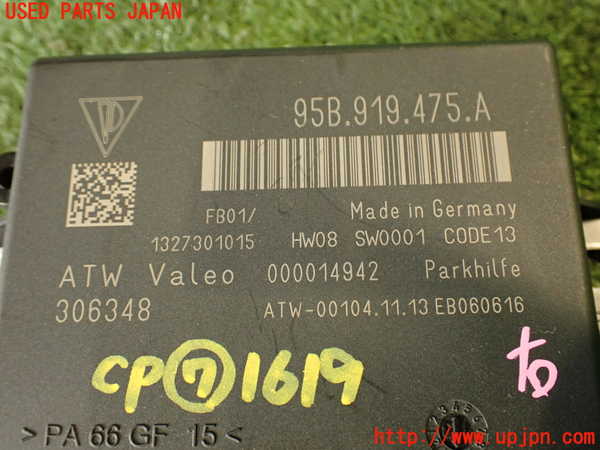 USED PARTS JAPAN
95B.919.475.A
FB01/ Made in Germany
1327301015 HW08 SW0001 CODE13
ATW Valeo 000014942 Parkhilfe
306348 ATW-00104.11.13 EB060616
CP⑦1619
>PA 66 GF 15<
UPJ
http://www.upjpn.com